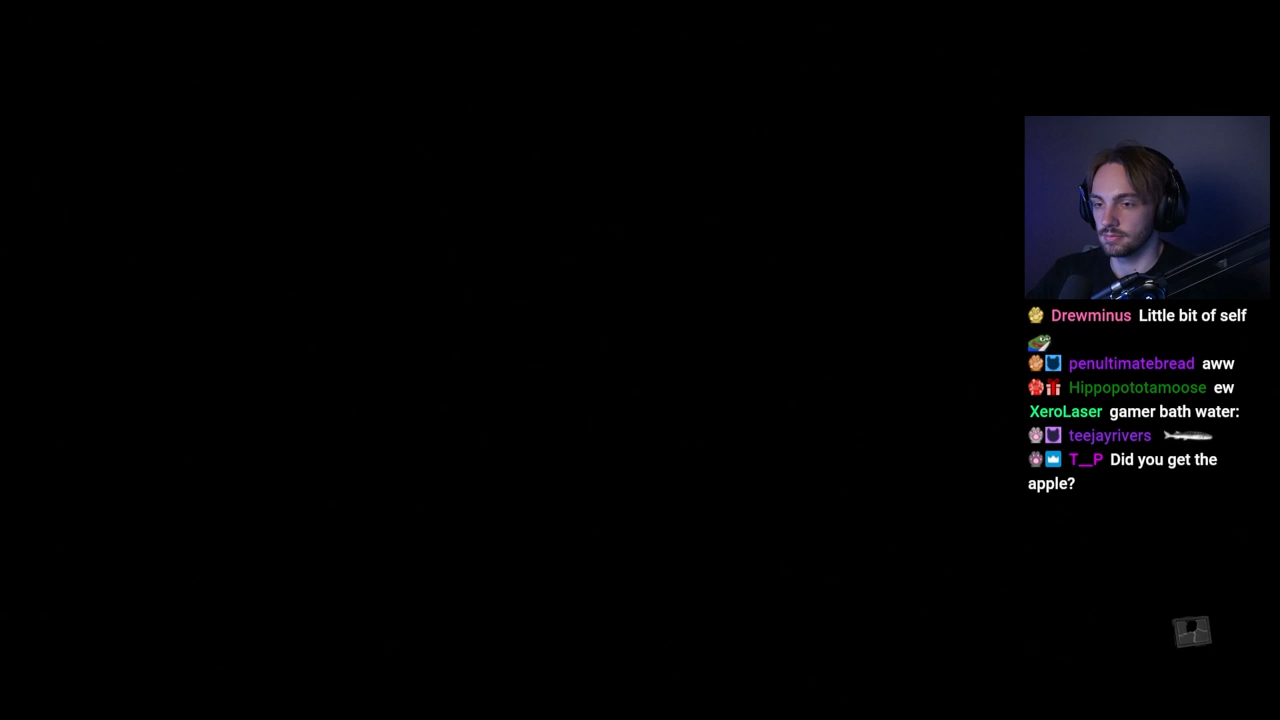 Drewminus Little bit of self
penultimatebread aww
Hippopototamoose ew
XeroLaser gamer bath water:
teejayrivers
T__P Did you get the
apple?